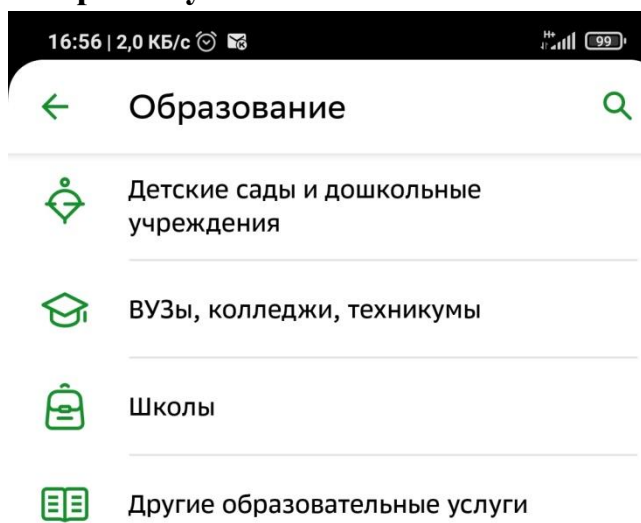 16:56 | 2,0 КБ/с
H+
99
Образование
Детские сады и дошкольные
учреждения
ВУЗы, колледжи, техникумы
Школы
Другие образовательные услуги